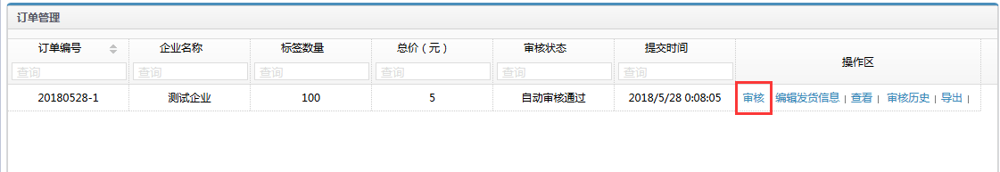 订单管理
订单编号 企业名称 标签数量 总价（元） 审核状态 提交时间 操作区
查询 查询 查询 查询 查询 查询
20180528-1 测试企业 100 5 自动审核通过 2018/5/28 0:08:05 审核 编辑发货信息 | 查看 | 审核历史 | 导出 |